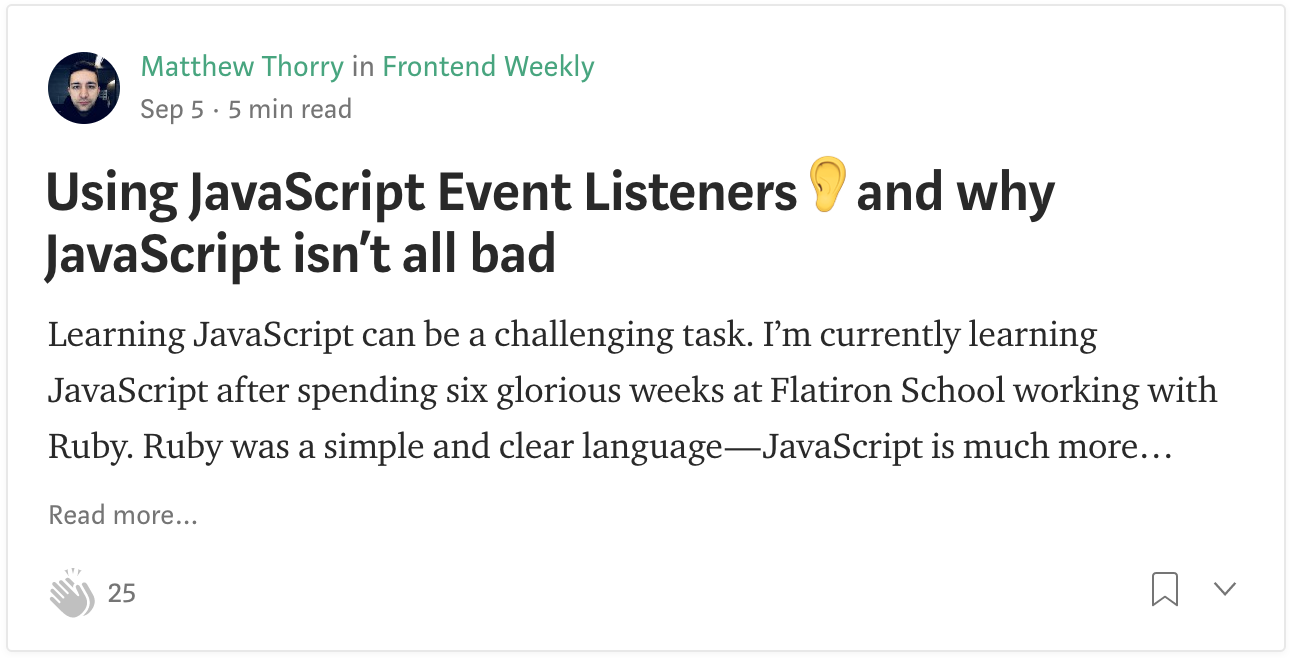 Matthew Thorry in Frontend Weekly
Sep 5 · 5 min read
Using JavaScript Event Listeners👂and why
JavaScript isn’t all bad
Learning JavaScript can be a challenging task. I’m currently learning
JavaScript after spending six glorious weeks at Flatiron School working with
Ruby. Ruby was a simple and clear language—JavaScript is much more…
Read more…
25